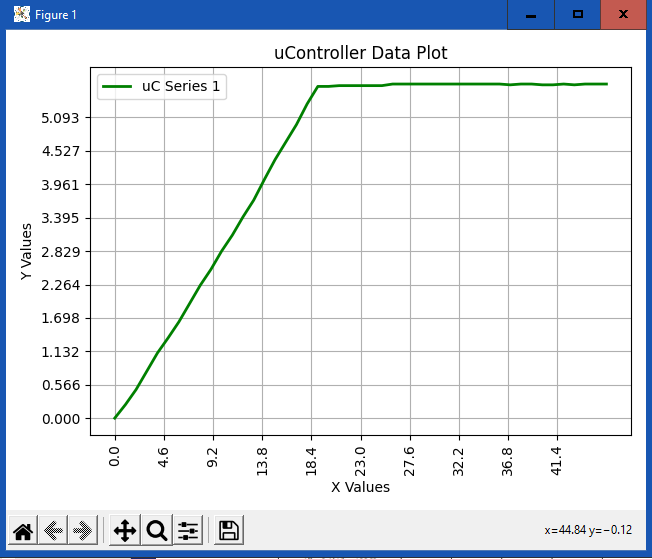 Figure 1
uController Data Plot
uC Series 1
5.093
4.527
3.961
3.395
2.829
2.264
1.698
1.132
0.566
0.000
Y Values
0.0 4.6 9.2 13.8 18.4 23.0 27.6 32.2 36.8 41.4
X Values
x=44.84 y=−0.12